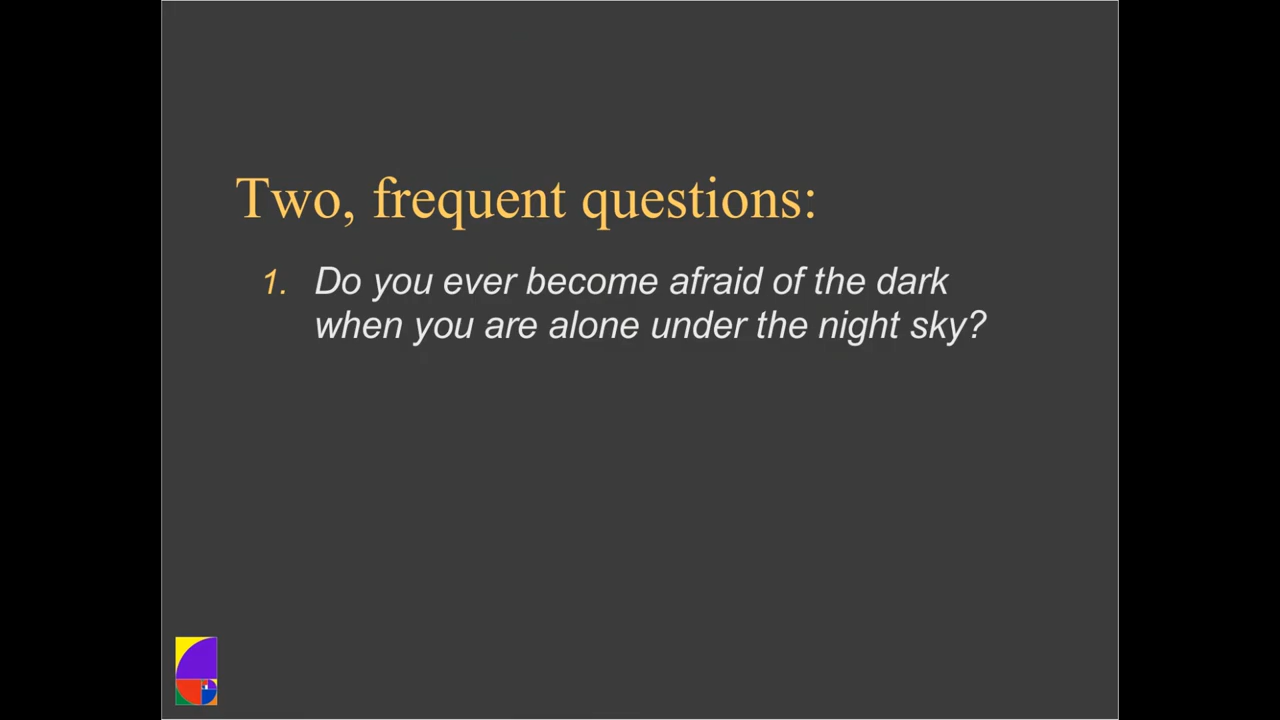 Two, frequent questions:
1. Do you ever become afraid of the dark
when you are alone under the night sky?